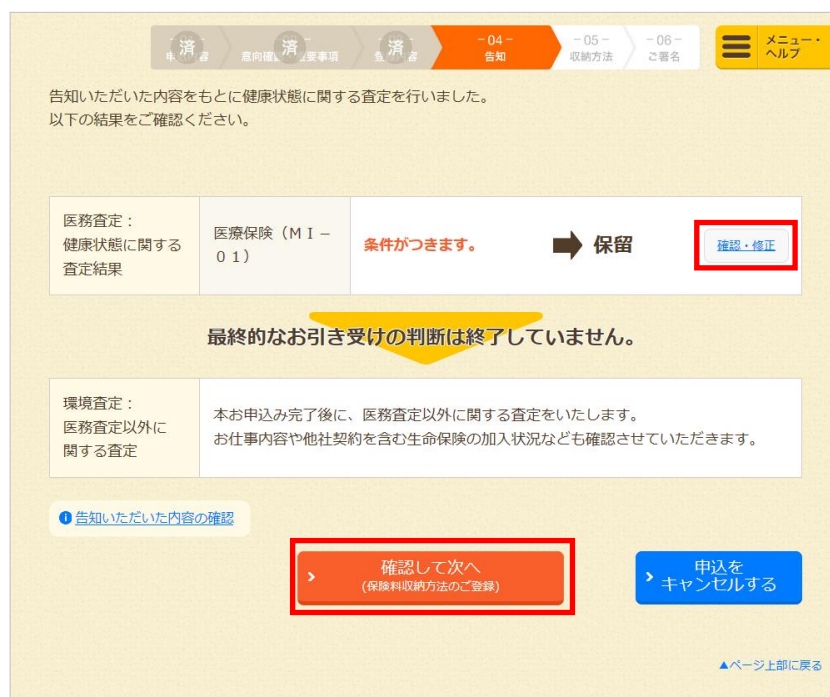 済
済
済
意向確
要事項
-04-
告知
-05-
収納方法
-06-
ご署名
メニュー・
ヘルプ
告知いただいた内容をもとに健康状態に関する査定を行いました。
以下の結果をご確認ください。
医務査定：
健康状態に関する
査定結果
医療保険（ＭＩ－
０１）
条件がつきます。
保留
確認・修正
最終的なお引き受けの判断は終了していません。
環境査定：
医務査定以外に
関する査定
本お申込み完了後に、医務査定以外に関する査定をいたします。
お仕事内容や他社契約を含む生命保険の加入状況なども確認させていただきます。
告知いただいた内容の確認
確認して次へ
(保険料収納方法のご登録)
申込を
キャンセルする
▲ページ上部に戻る